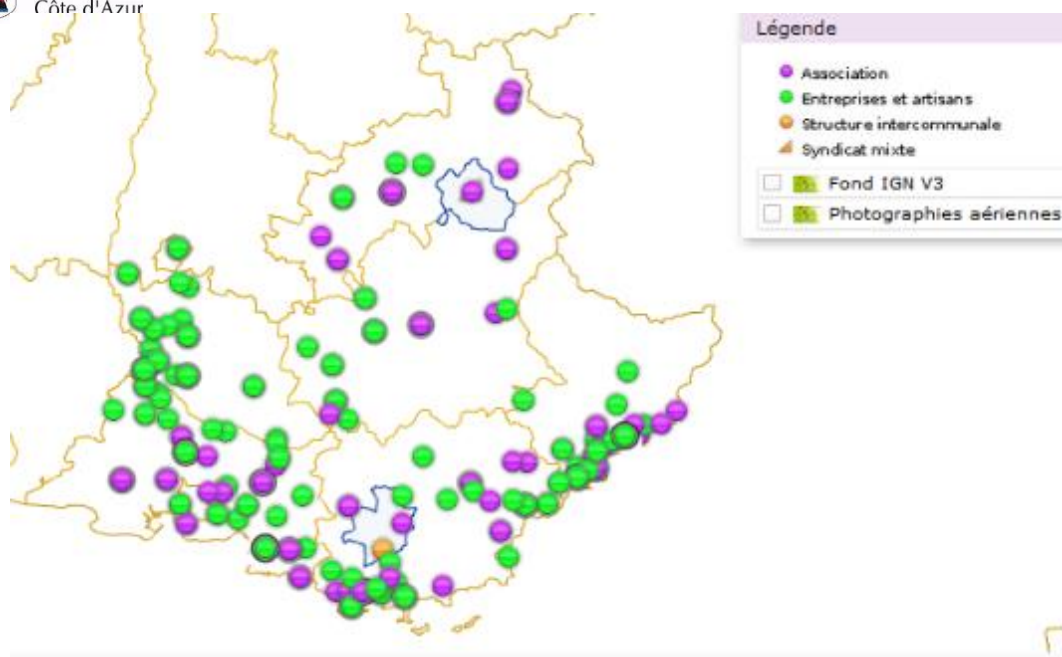 Côte d'Azur
Légende
Association
Entreprises et artisans
Structure intercommunale
Syndicat mixte
Fond IGN V3
Photographies aériennes